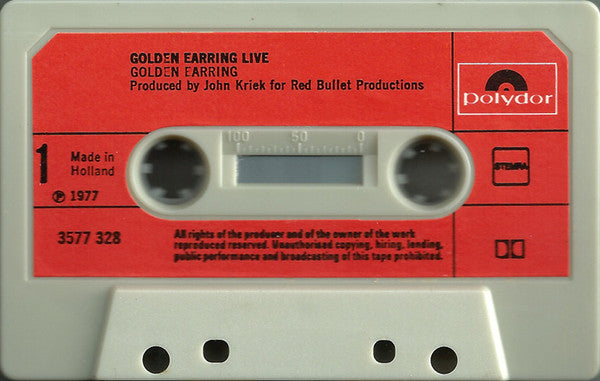 GOLDEN EARRING LIVE
GOLDEN EARRING
Produced by John Kriek for Red Bullet Productions
polydor
100 50 0
1
Made in
Holland
STEMRA
Ⓟ 1977
3577 328
All rights of the producer and of the owner of the work
reproduced reserved. Unauthorised copying, hiring, lending,
public performance and broadcasting of this tape prohibited.